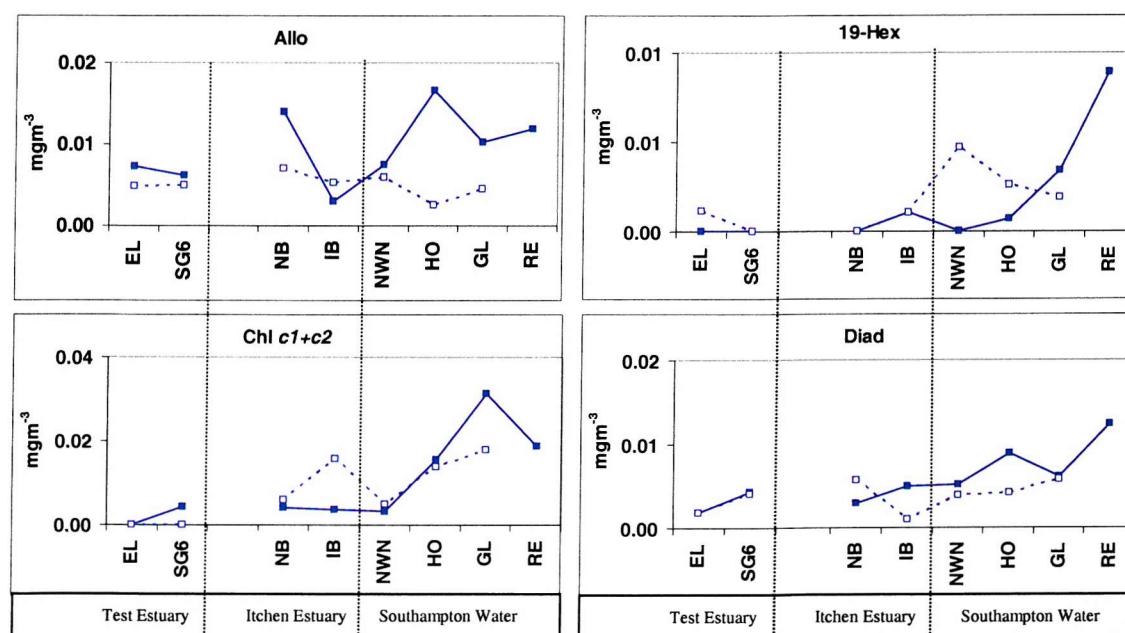 Allo
mgm⁻³
0.02
0.01
0.00
EL SG6 NB IB NWN HO GL RE
19-Hex
mgm⁻³
0.01
0.01
0.00
EL SG6 NB IB NWN HO GL RE
Chl c1+c2
mgm⁻³
0.04
0.02
0.00
EL SG6 NB IB NWN HO GL RE
Diad
mgm⁻³
0.02
0.01
0.00
EL SG6 NB IB NWN HO GL RE
Test Estuary Itchen Estuary Southampton Water
Test Estuary Itchen Estuary Southampton Water